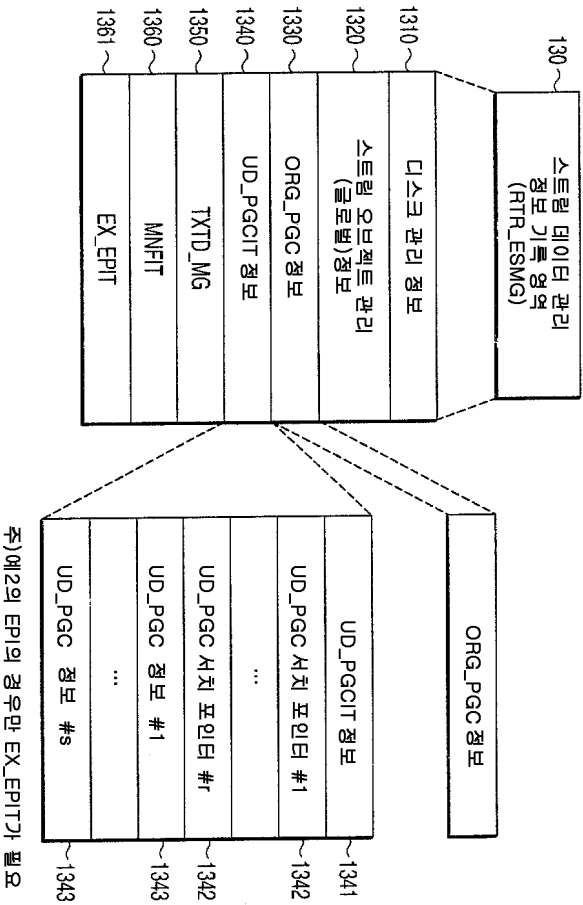 130
스트림 데이터 관리
정보 기록 영역
(RTR_ESMG)
1310
디스크 관리 정보
1320
스트림 오브젝트 관리
(글로벌)정보
1330
ORG_PGC 정보
1340
UD_PGCIT 정보
1350
TXTD_MG
1360
MNFIT
1361
EX_EPIT
ORG_PGC 정보
UD_PGCIT 정보
1341
UD_PGC 서치 포인터 #1
1342
...
UD_PGC 서치 포인터 #r
1342
UD_PGC 정보 #1
1343
...
UD_PGC 정보 #s
1343
주)예2의 EPI의 경우만 EX_EPIT가 필요